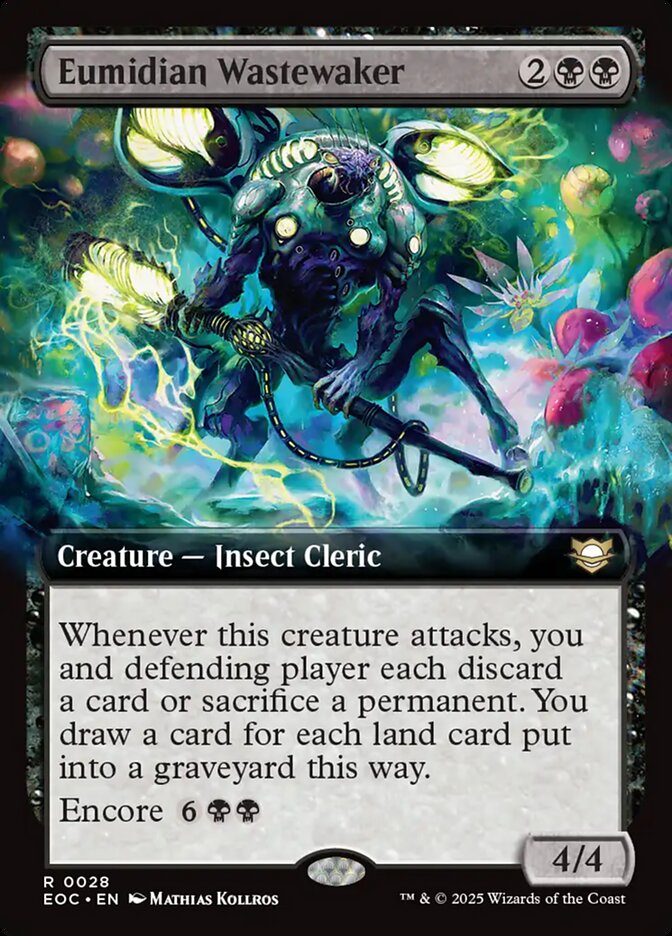 Eumidian Wastewaker 2
Creature — Insect Cleric
Whenever this creature attacks, you
and defending player each discard
a card or sacrifice a permanent. You
draw a card for each land card put
into a graveyard this way.
Encore 6
4/4
R 0028
EOC • EN Mathias Kollros
™ & © 2025 Wizards of the Coast